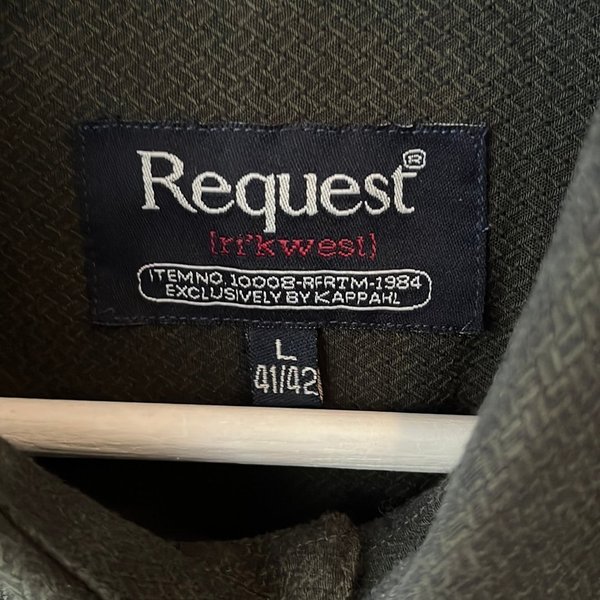 Request®
[ri'kwest]
ITEM NO. 10008-RFRTM-1984
EXCLUSIVELY BY KAPPAHL
L
41/42